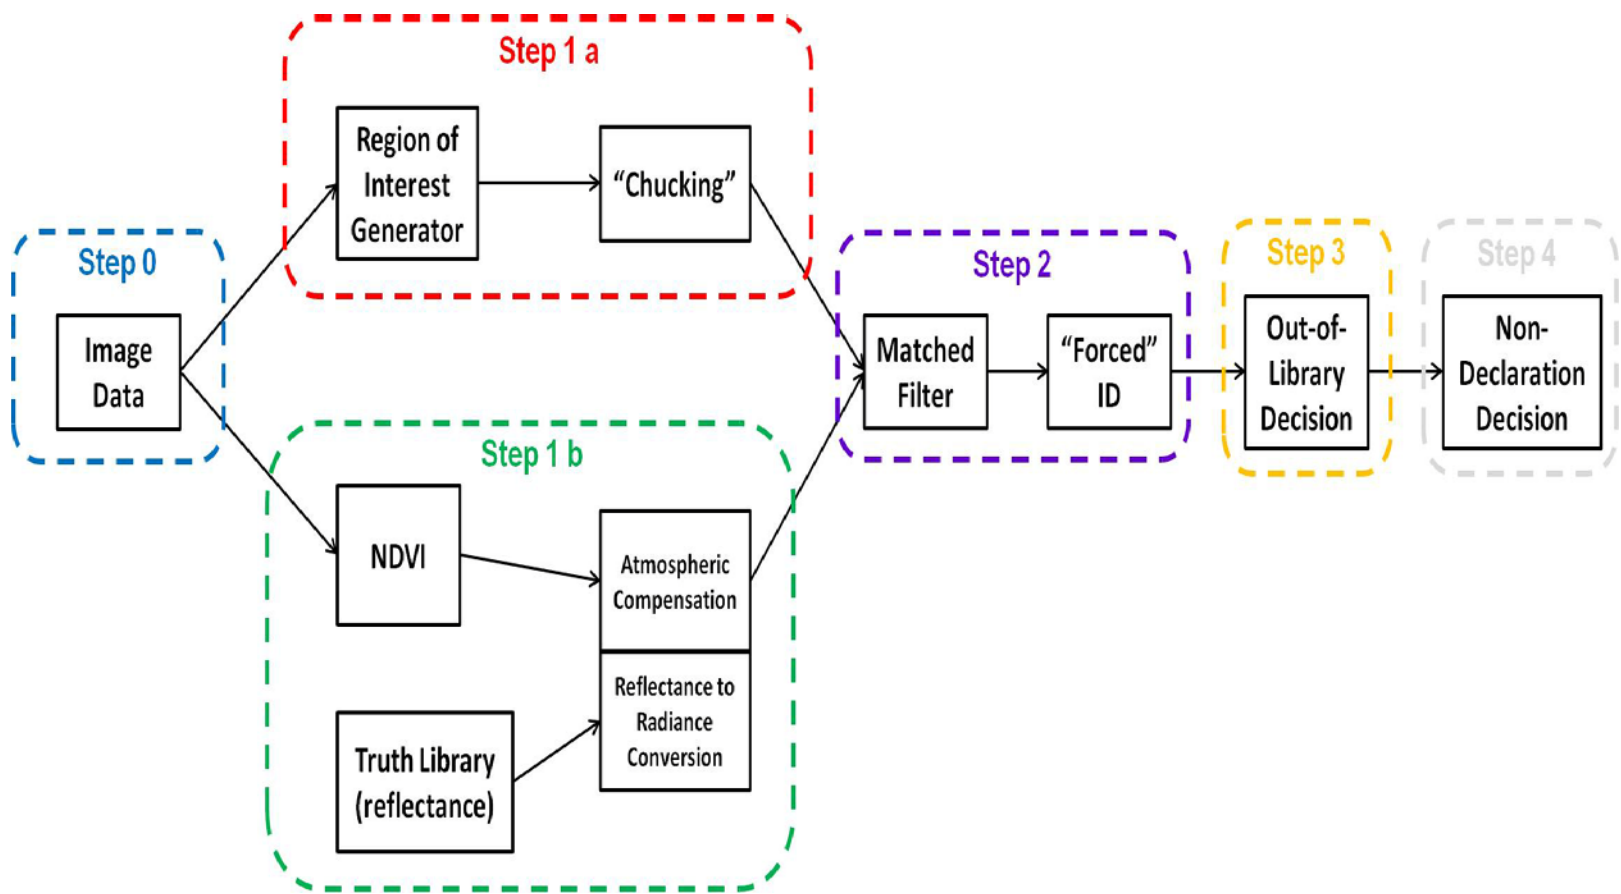 Step 0
Image
Data
Step 1 a
Region of
Interest
Generator
“Chucking”
Step 1 b
NDVI
Atmospheric
Compensation
Truth Library
(reflectance)
Reflectance to
Radiance
Conversion
Step 2
Matched
Filter
“Forced”
ID
Step 3
Out-of-
Library
Decision
Step 4
Non-
Declaration
Decision